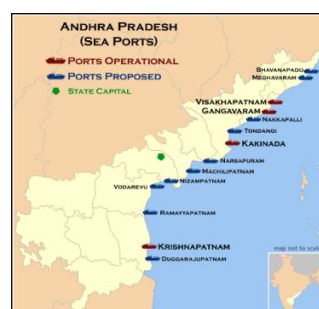 Andhra Pradesh
(Sea Ports)
Ports Operational
Ports Proposed
State Capital
Bhavanapadu
Meghavaram
Visakhapatnam
Gangavaram
Nakkapalli
Tondangi
Kakinada
Narsapuram
Machilipatnam
Nizampatnam
Vodarevu
Ramayyapatnam
map not to scale
Krishnapatnam
Duggarajupatnam